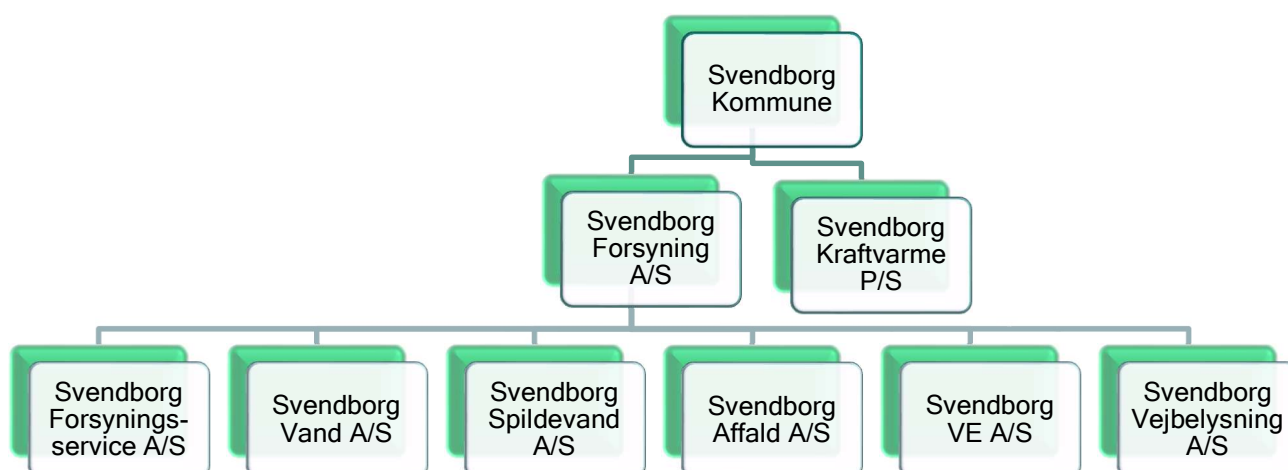 Svendborg
Kommune
Svendborg
Forsyning
A/S
Svendborg
Kraftvarme
P/S
Svendborg
Forsynings-
service A/S
Svendborg
Vand A/S
Svendborg
Spildevand
A/S
Svendborg
Affald A/S
Svendborg
VE A/S
Svendborg
Vejbelysning
A/S